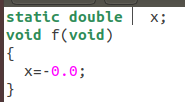 static double   x;
void f(void)
{
  x=-0.0;
}